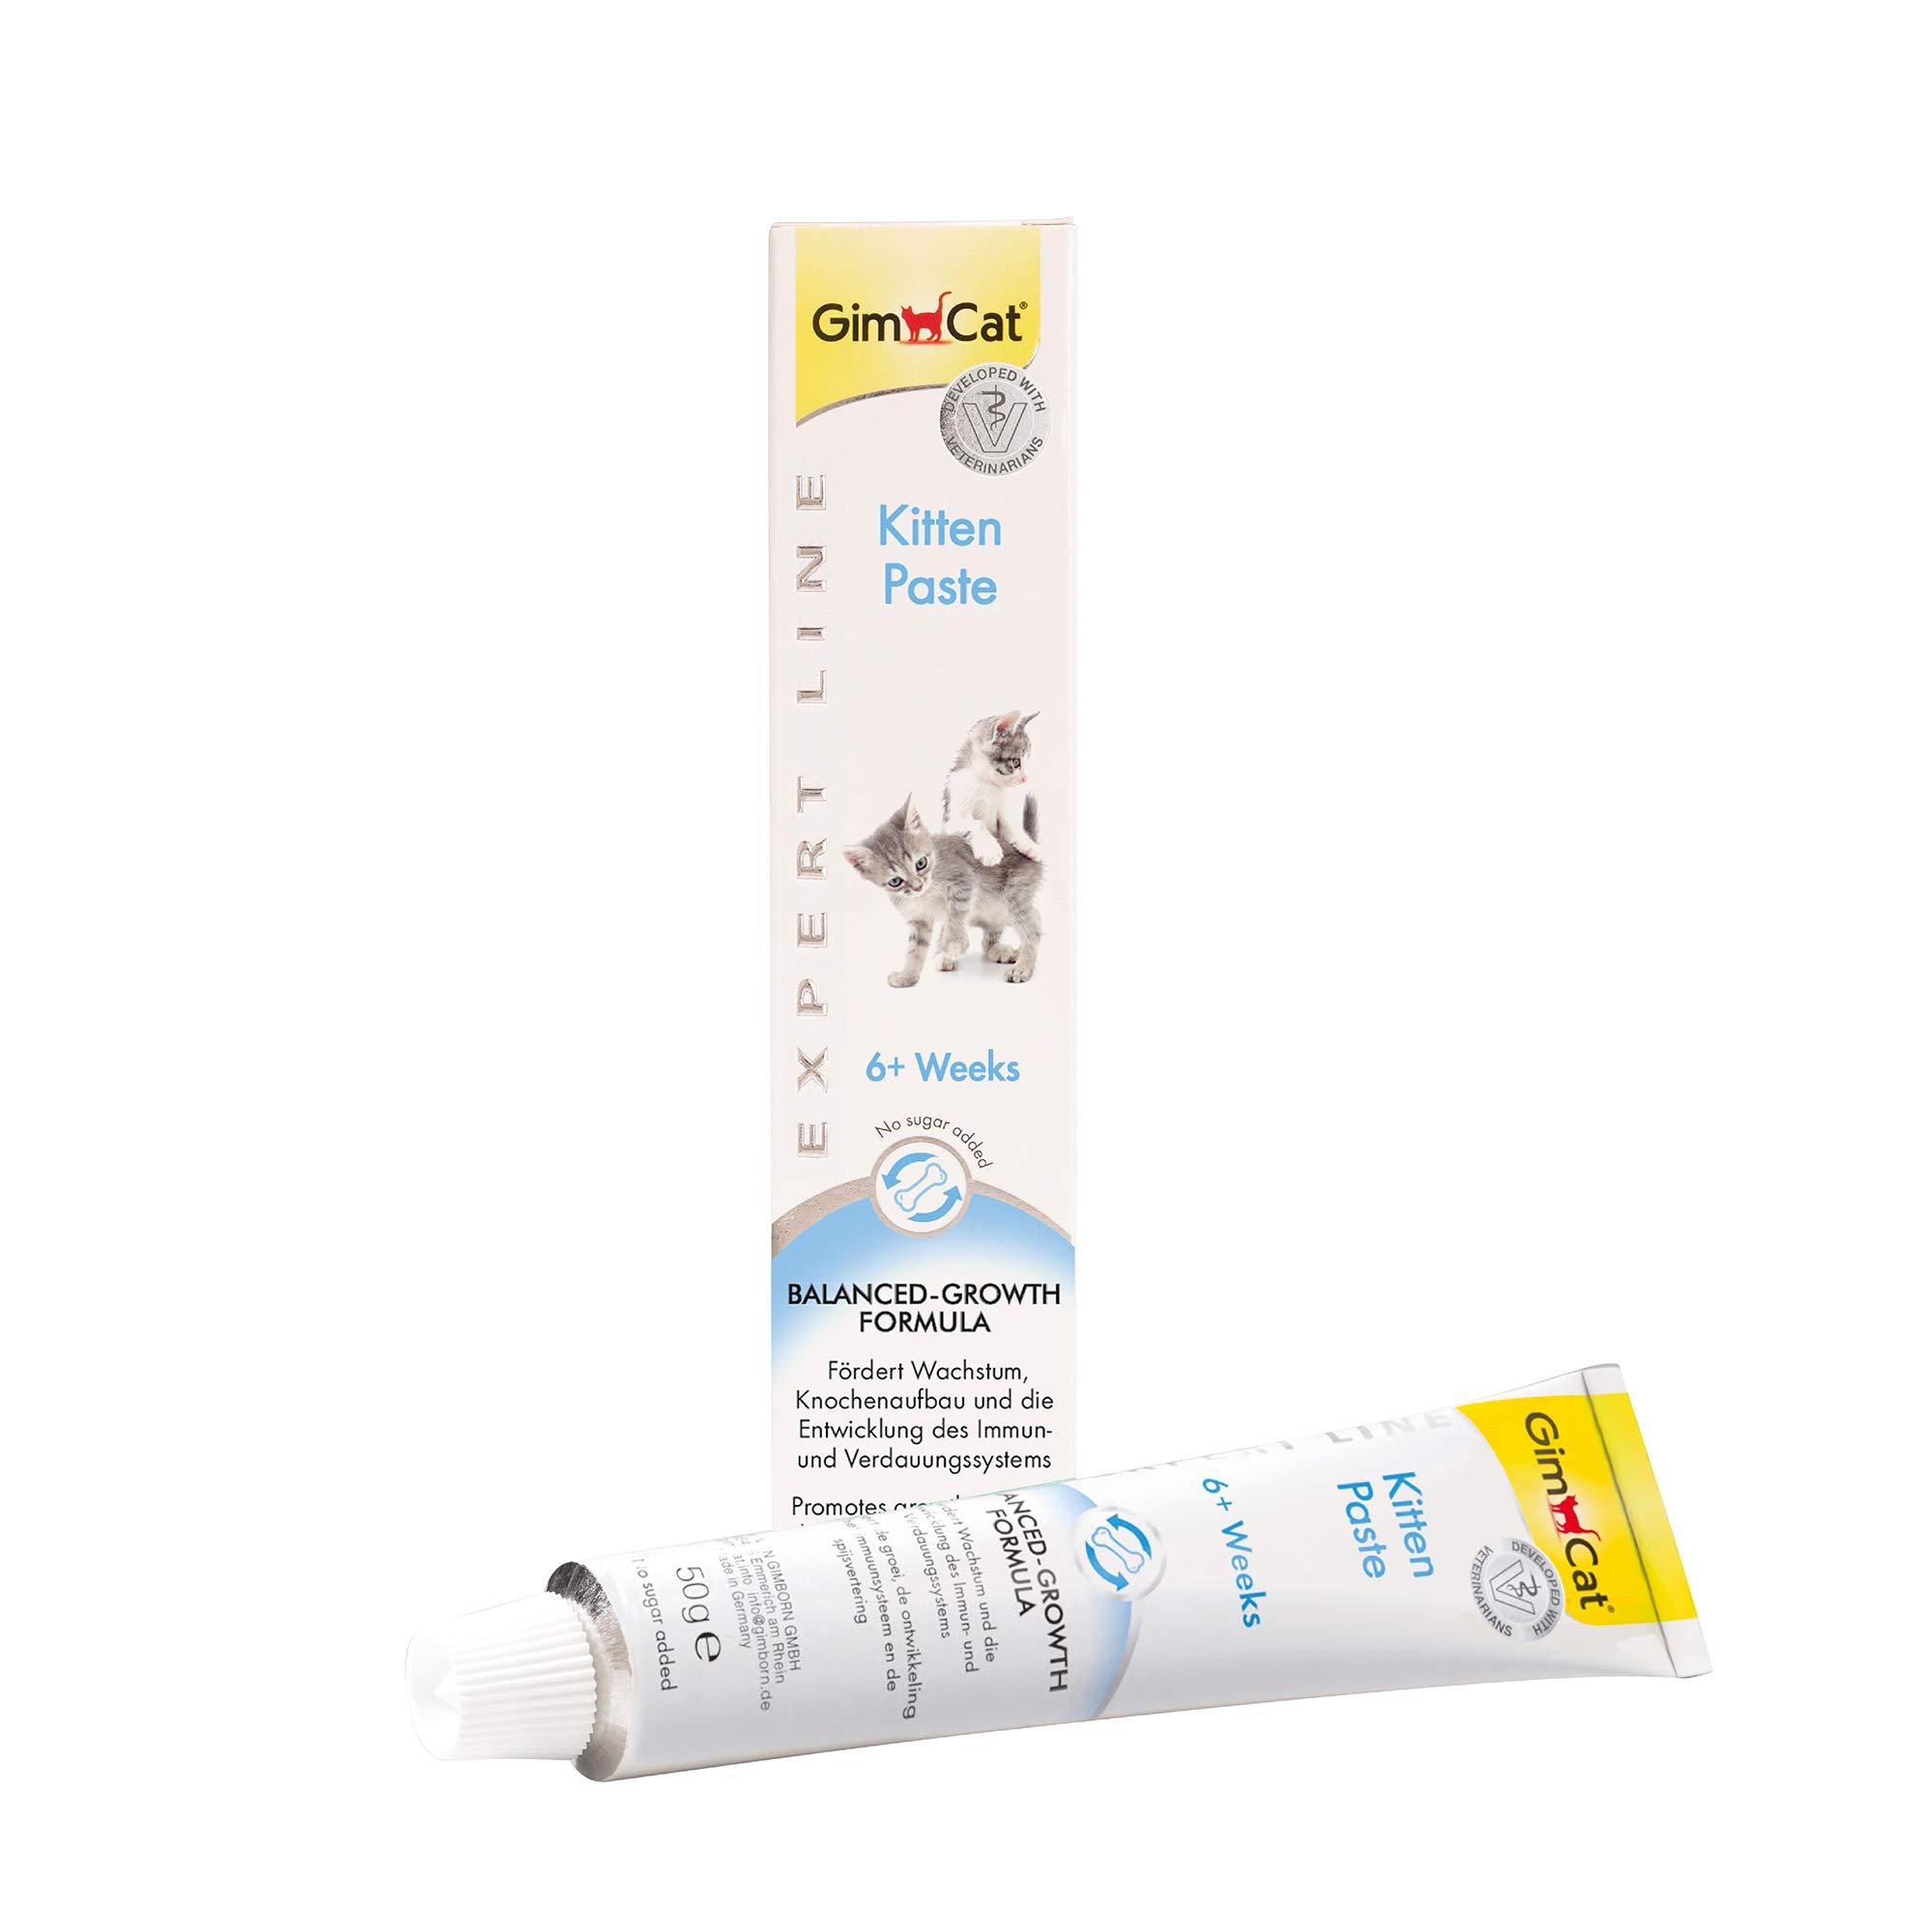 GimCat®
DEVELOPED WITH
VETERINARIANS
EXPERT LINE
Kitten
Paste
6+ Weeks
No sugar added
BALANCED-GROWTH
FORMULA
Fördert Wachstum,
Knochenaufbau und die
Entwicklung des Immun-
und Verdauungssystems
Promotes
GimCat®
DEVELOPED WITH
VETERINARIANS
Kitten
Paste
LINE
6+ Weeks
ANCED-GROWTH
FORMULA
Wachstum und die
des Immun- und
Verdauungssystems
groei, de ontwikkeling
immuunsysteem en de
spijsvertering
N GIMBORN GMBH
Emmerich am Rhein
info@gimborn.de
ade in Germany
50g e
No sugar added